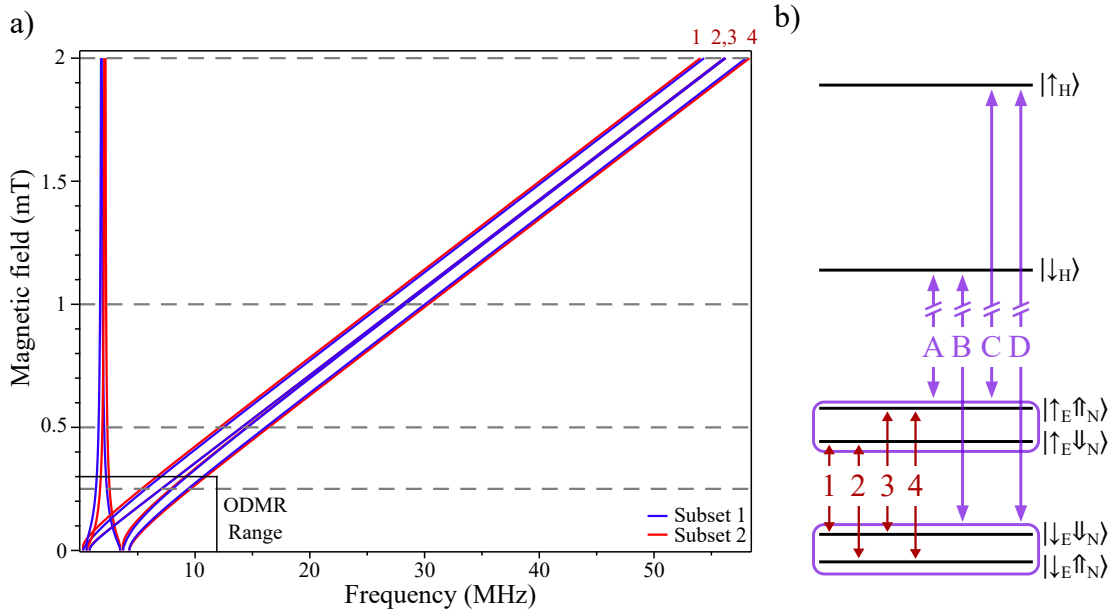 a)
1 2,3 4
2
1.5
1
0.5
0
Magnetic field (mT)
10 20 30 40 50
Frequency (MHz)
ODMR
Range
Subset 1
Subset 2
b)
|↑H⟩
|↓H⟩
A B C D
|↑E⇑N⟩
|↑E⇓N⟩
1 2 3 4
|↓E⇓N⟩
|↓E⇑N⟩